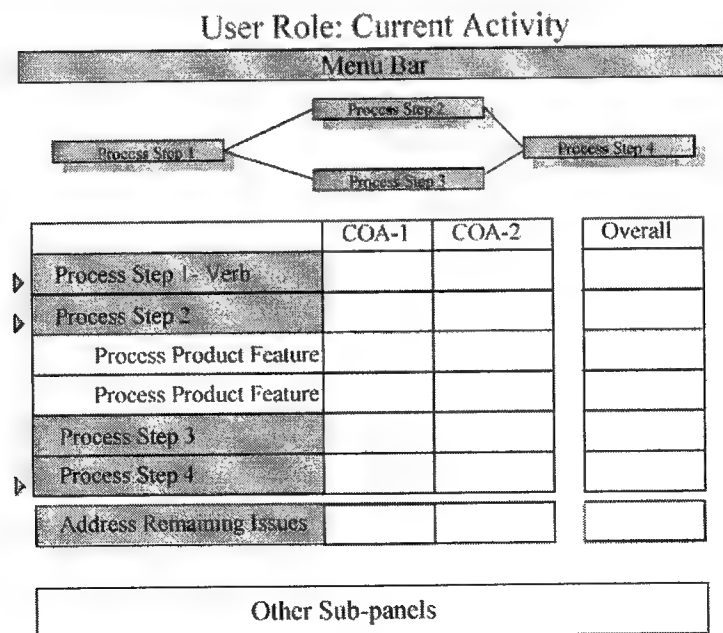 User Role: Current Activity
Menu Bar
Process Step 2
Process Step 1
Process Step 4
Process Step 3
COA-1 COA-2 Overall
Process Step 1- Verb
Process Step 2
Process Product Feature
Process Product Feature
Process Step 3
Process Step 4
Address Remaining Issues
Other Sub-panels